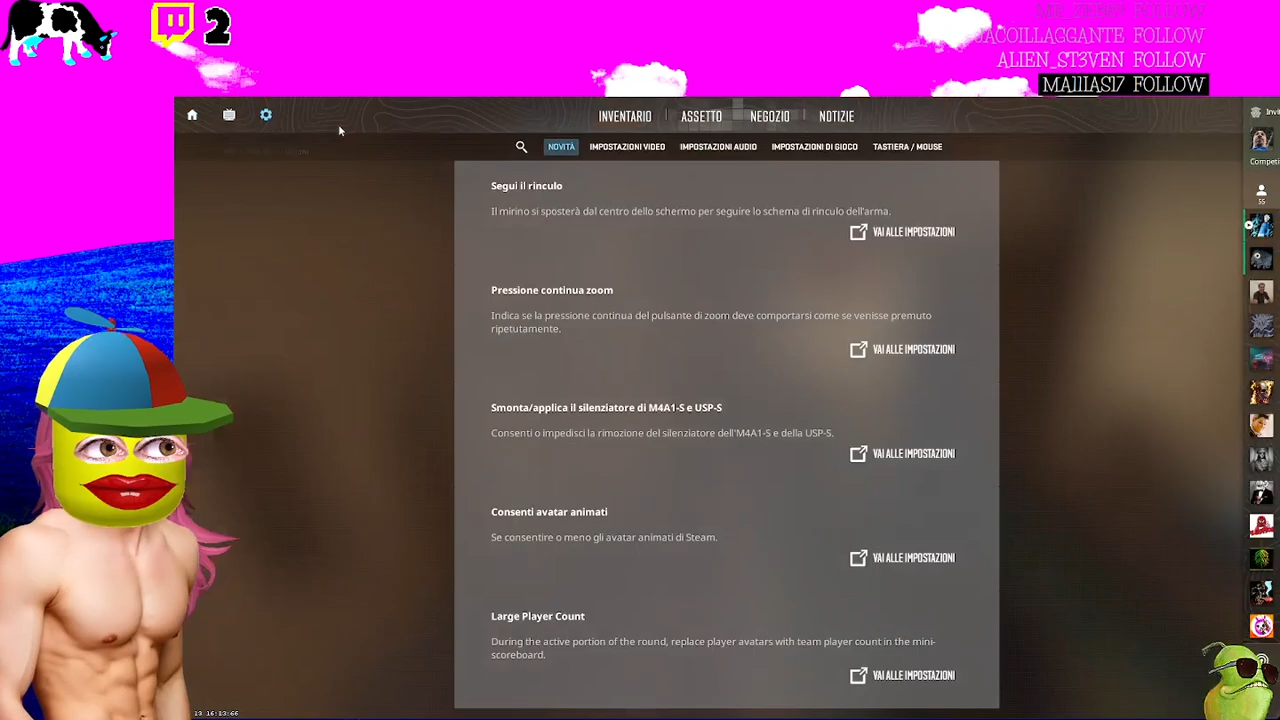 2
MR_ZERR9 FOLLOW
JACOILLAGGANTE FOLLOW
ALIEN_ST3VEN FOLLOW
MA111AS17 FOLLOW
INVENTARIO
ASSETTO
NEGOZIO
NOTIZIE
NOVITÀ
IMPOSTAZIONI VIDEO
IMPOSTAZIONI AUDIO
IMPOSTAZIONI DI GIOCO
TASTIERA / MOUSE
Segui il rinculo
Il mirino si sposterà dal centro dello schermo per seguire lo schema di rinculo dell'arma.
VAI ALLE IMPOSTAZIONI
Pressione continua zoom
Indica se la pressione continua del pulsante di zoom deve comportarsi come se venisse premuto
ripetutamente.
VAI ALLE IMPOSTAZIONI
Smonta/applica il silenziatore di M4A1-S e USP-S
Consenti o impedisci la rimozione del silenziatore dell'M4A1-S e della USP-S.
VAI ALLE IMPOSTAZIONI
Consenti avatar animati
Se consentire o meno gli avatar animati di Steam.
VAI ALLE IMPOSTAZIONI
Large Player Count
During the active portion of the round, replace player avatars with team player count in the mini-
scoreboard.
VAI ALLE IMPOSTAZIONI
Invi
Competi
55